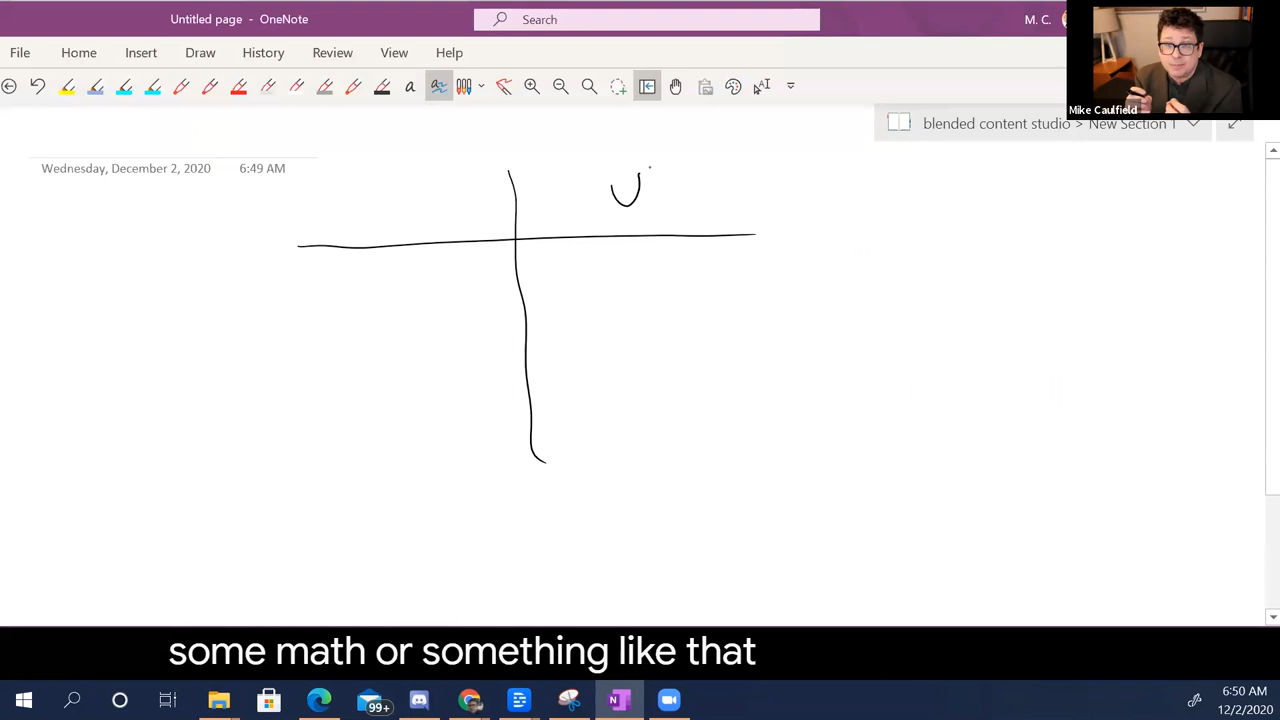 Untitled page - OneNote
Search
M. C.
File Home Insert Draw History Review View Help
Mike Caulfield
blended content studio > New Section 1
Wednesday, December 2, 2020 6:49 AM
U
some math or something like that
99+
N
6:50 AM
12/2/2020